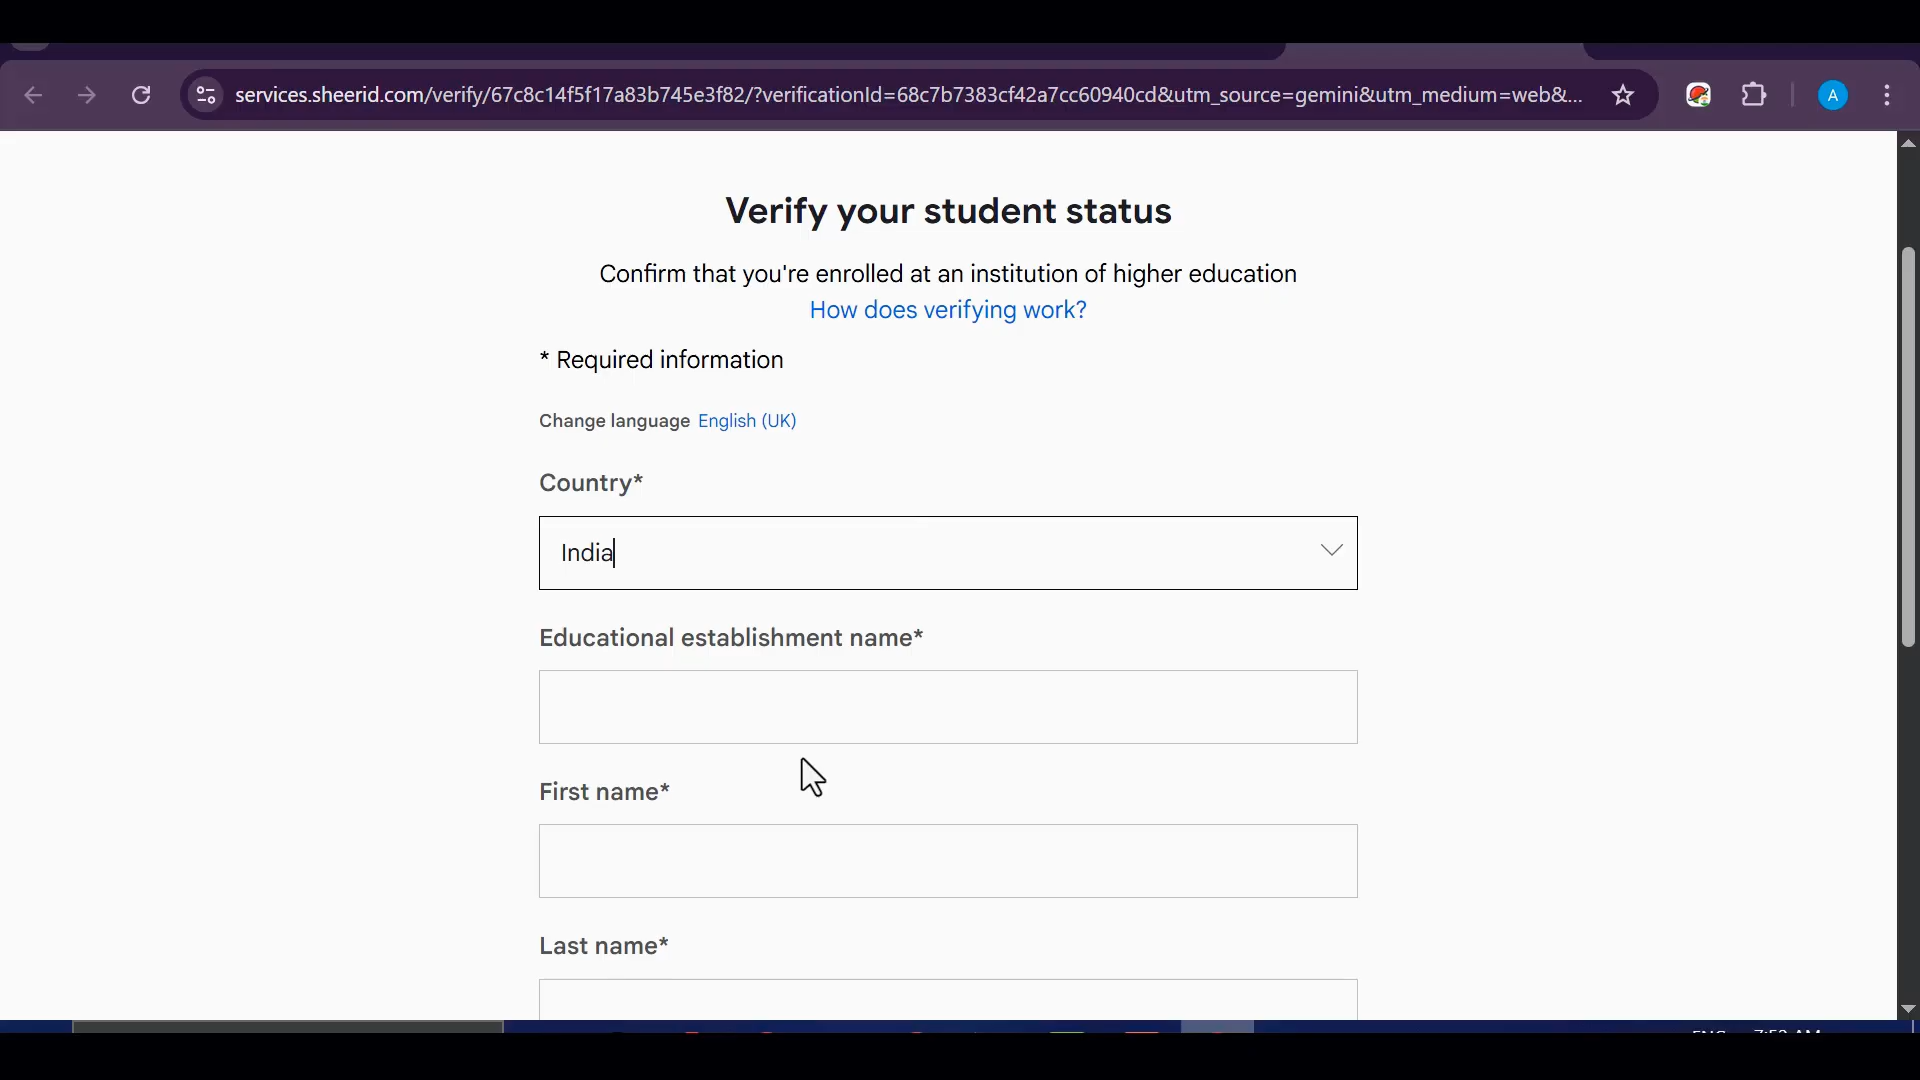 services.sheerid.com/verify/67c8c14f5f17a83b745e3f82/?verificationId=68c7b7383cf42a7cc60940cd&utm_source=gemini&utm_medium=web&...
A
Verify your student status
Confirm that you're enrolled at an institution of higher education
How does verifying work?
* Required information
Change language English (UK)
Country*
India
Educational establishment name*
First name*
Last name*